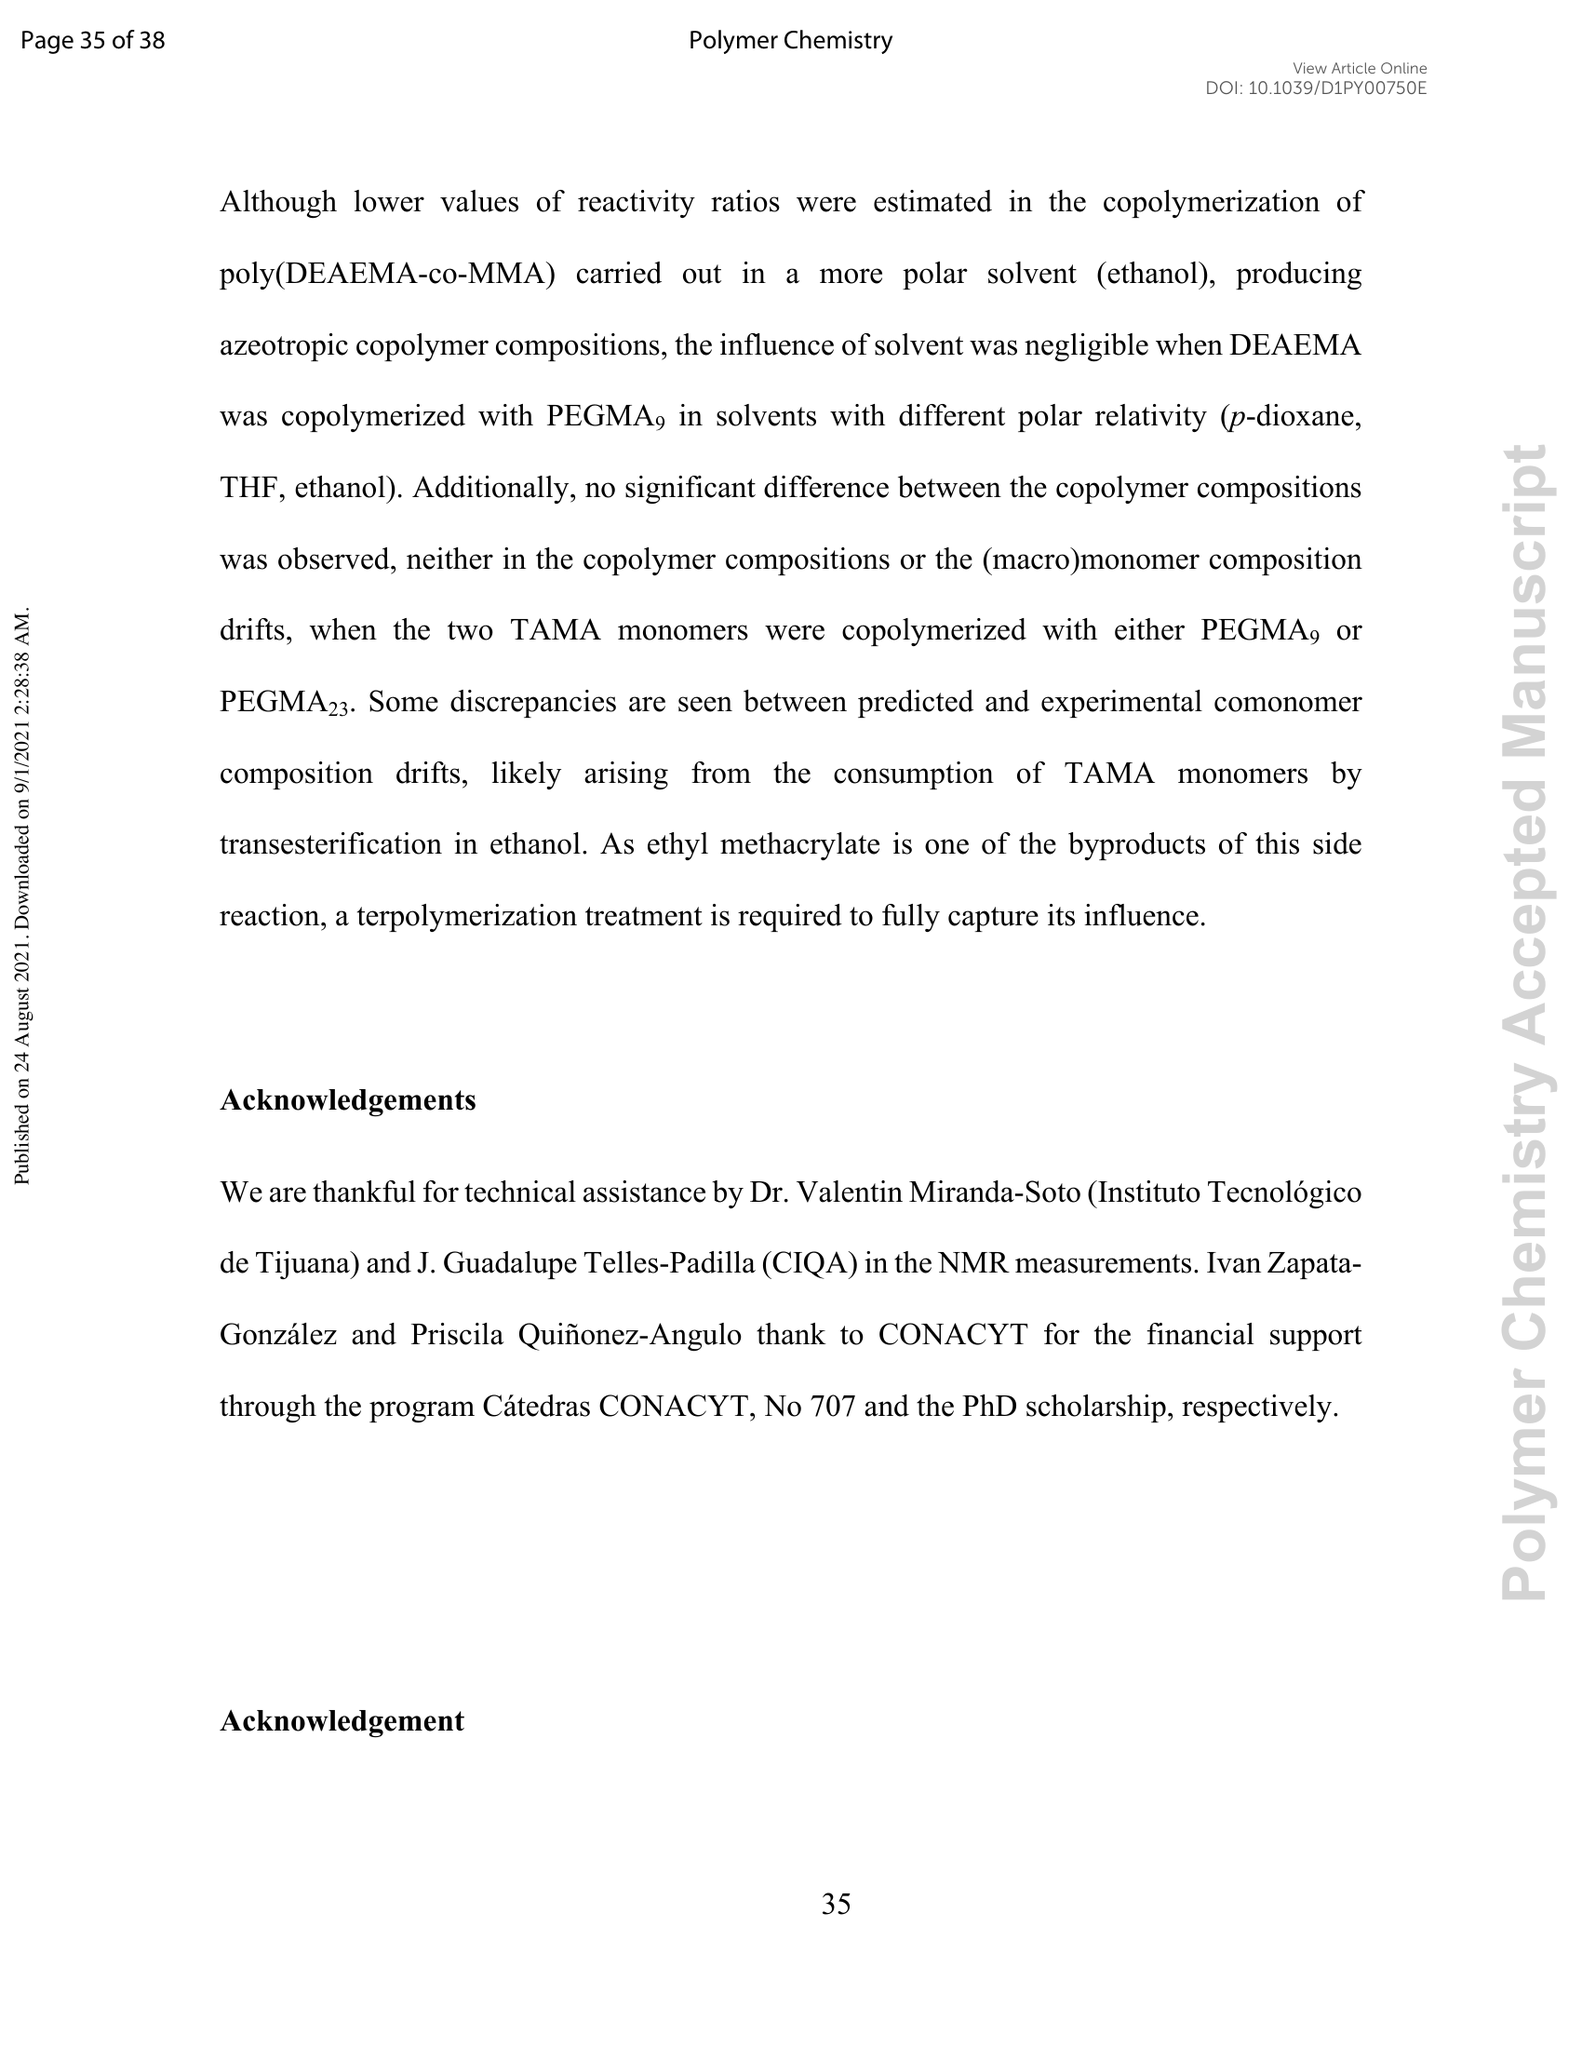 Page 35 of 38
Polymer Chemistry
View Article Online
DOI: 10.1039/D1PY00750E
Although lower values of reactivity ratios were estimated in the copolymerization of
poly(DEAEMA-co-MMA) carried out in a more polar solvent (ethanol), producing
azeotropic copolymer compositions, the influence of solvent was negligible when DEAEMA
was copolymerized with PEGMA₉ in solvents with different polar relativity (p-dioxane,
THF, ethanol). Additionally, no significant difference between the copolymer compositions
was observed, neither in the copolymer compositions or the (macro)monomer composition
drifts, when the two TAMA monomers were copolymerized with either PEGMA₉ or
PEGMA₂₃. Some discrepancies are seen between predicted and experimental comonomer
composition drifts, likely arising from the consumption of TAMA monomers by
transesterification in ethanol. As ethyl methacrylate is one of the byproducts of this side
reaction, a terpolymerization treatment is required to fully capture its influence.
Acknowledgements
We are thankful for technical assistance by Dr. Valentin Miranda-Soto (Instituto Tecnológico
de Tijuana) and J. Guadalupe Telles-Padilla (CIQA) in the NMR measurements. Ivan Zapata-
González and Priscila Quiñonez-Angulo thank to CONACYT for the financial support
through the program Cátedras CONACYT, No 707 and the PhD scholarship, respectively.
Acknowledgement
35
Published on 24 August 2021. Downloaded on 9/1/2021 2:28:38 AM.
Polymer Chemistry Accepted Manuscript